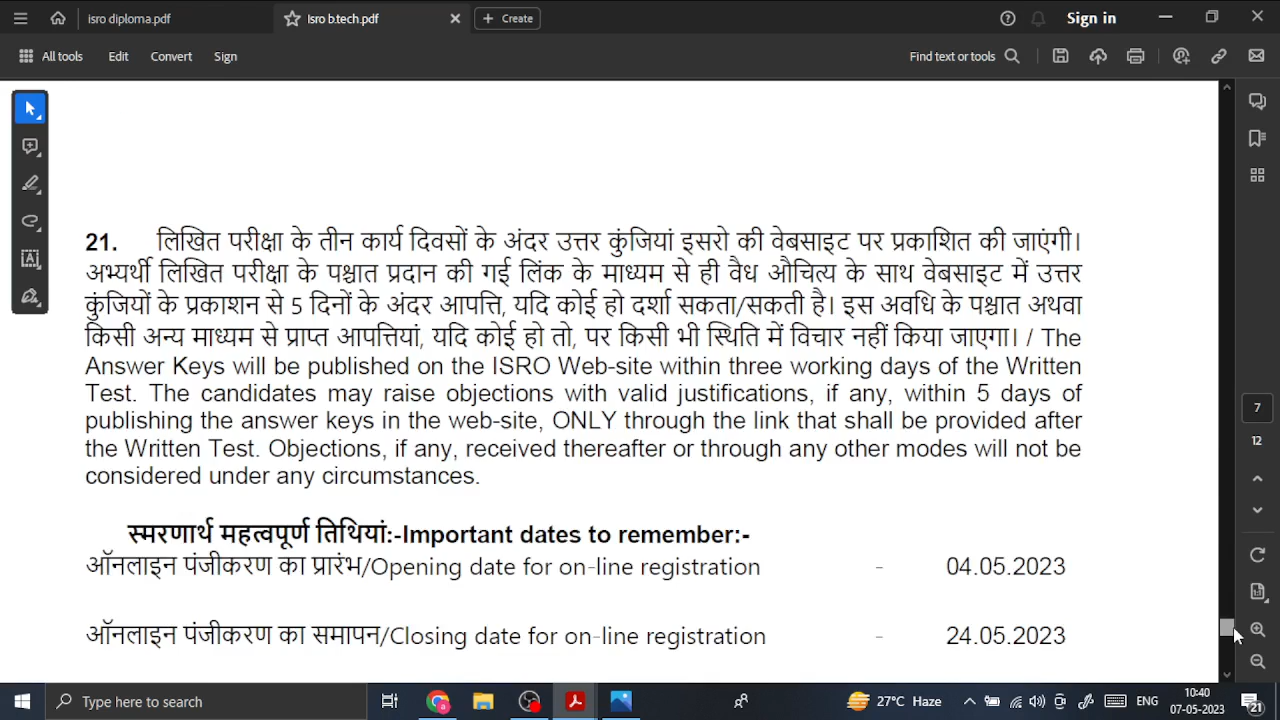 isro diploma.pdf
isro b.tech.pdf
Create
Sign in
All tools
Edit
Convert
Sign
Find text or tools
21. लिखित परीक्षा के तीन कार्य दिवसों के अंदर उत्तर कुंजियां इसरो की वेबसाइट पर प्रकाशित की जाएंगी।
अभ्यर्थी लिखित परीक्षा के पश्चात प्रदान की गई लिंक के माध्यम से ही वैध औचित्य के साथ वेबसाइट में उत्तर
कुंजियों के प्रकाशन से 5 दिनों के अंदर आपत्ति, यदि कोई हो दर्शा सकता/सकती है। इस अवधि के पश्चात अथवा
किसी अन्य माध्यम से प्राप्त आपत्तियां, यदि कोई हो तो, पर किसी भी स्थिति में विचार नहीं किया जाएगा। / The
Answer Keys will be published on the ISRO Web-site within three working days of the Written
Test. The candidates may raise objections with valid justifications, if any, within 5 days of
publishing the answer keys in the web-site, ONLY through the link that shall be provided after
the Written Test. Objections, if any, received thereafter or through any other modes will not be
considered under any circumstances.
स्मरणार्थ महत्वपूर्ण तिथियां:-Important dates to remember:-
ऑनलाइन पंजीकरण का प्रारंभ/Opening date for on-line registration - 04.05.2023
ऑनलाइन पंजीकरण का समापन/Closing date for on-line registration - 24.05.2023
7
12
Type here to search
27°C Haze
ENG
10:40
07-05-2023
21